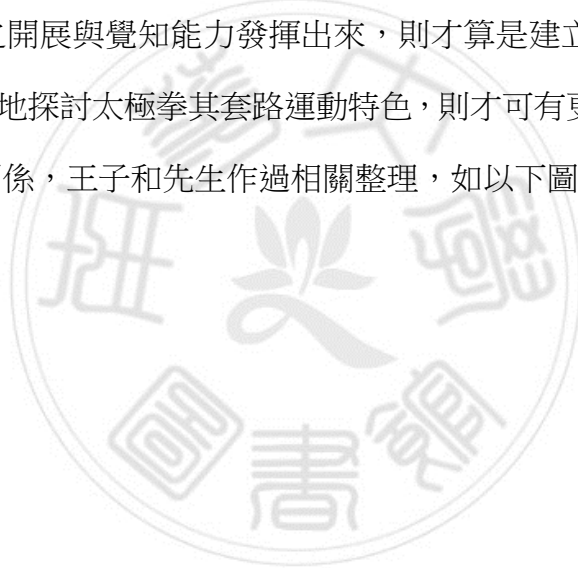 開展與覺知能力發揮出來，則才算是建立
地探討太極拳其套路運動特色，則才可有更
係，王子和先生作過相關整理，如以下圖